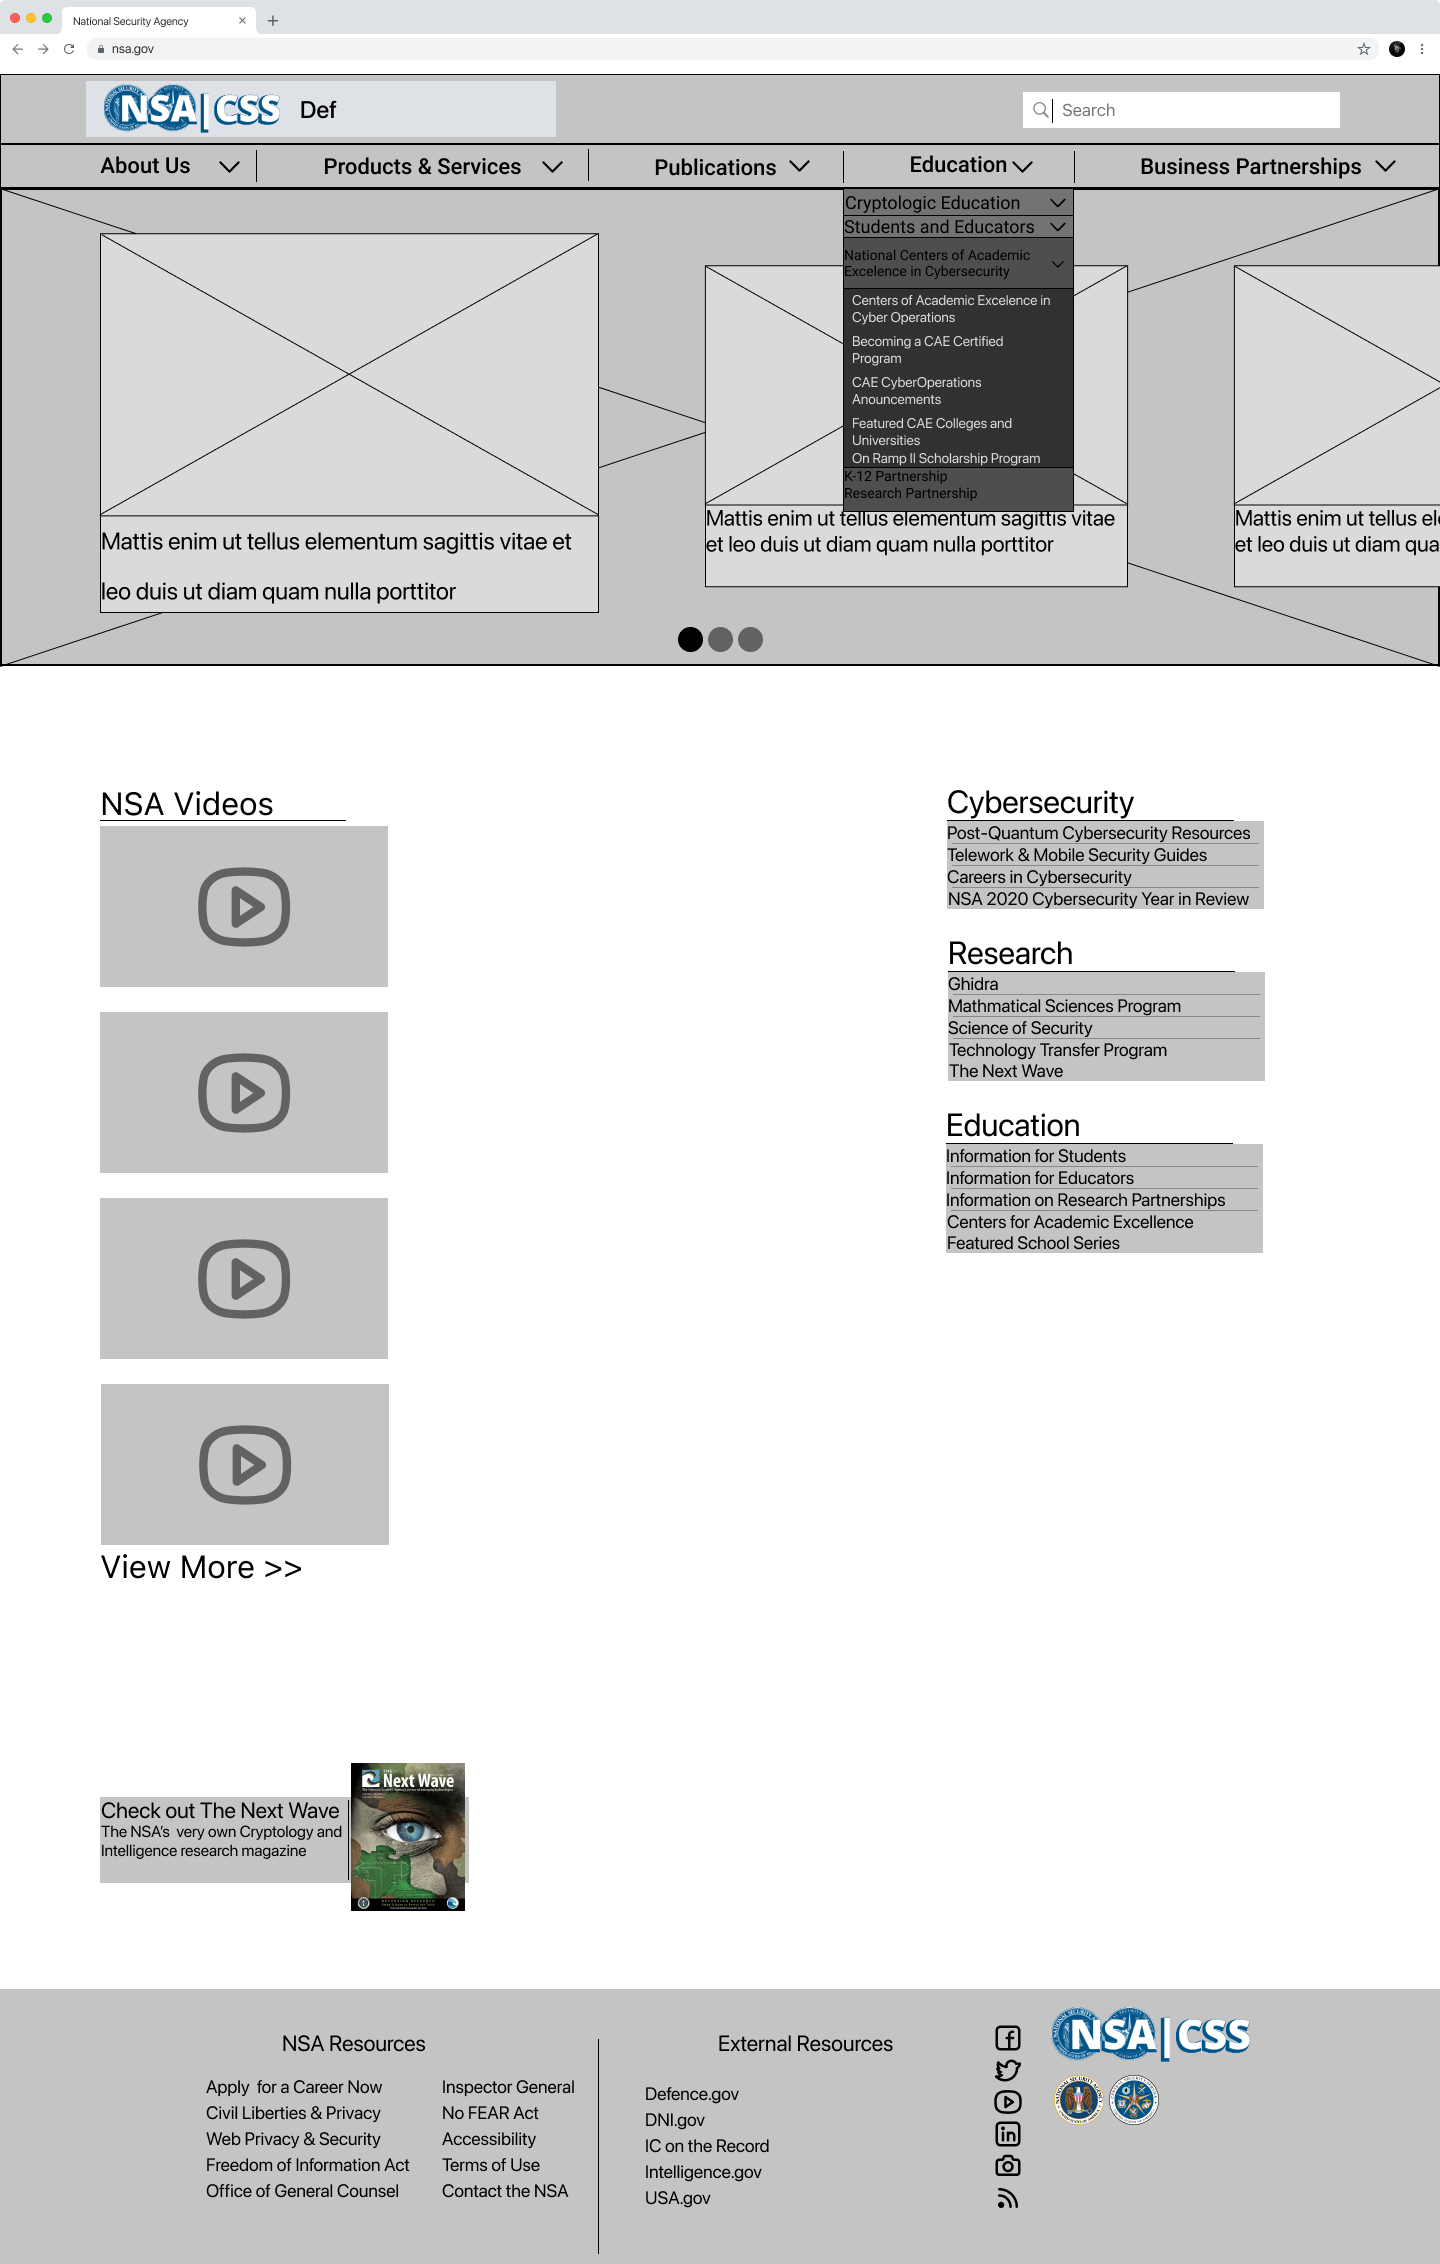 National Security Agency
nsa.gov
NSA|CSS Def
Search
About Us
Products & Services
Publications
Education
Business Partnerships
Cryptologic Education
Students and Educators
National Centers of Academic
Excelence in Cybersecurity
Centers of Academic Excelence in
Cyber Operations
Becoming a CAE Certified
Program
CAE CyberOperations
Anouncements
Featured CAE Colleges and
Universities
On Ramp II Scholarship Program
K-12 Partnership
Research Partnership
Mattis enim ut tellus elementum sagittis vitae et
leo duis ut diam quam nulla porttitor
Mattis enim ut tellus elementum sagittis vitae
et leo duis ut diam quam nulla porttitor
Mattis enim ut tellus el
et leo duis ut diam qua
NSA Videos
View More >>
Cybersecurity
Post-Quantum Cybersecurity Resources
Telework & Mobile Security Guides
Careers in Cybersecurity
NSA 2020 Cybersecurity Year in Review
Research
Ghidra
Mathmatical Sciences Program
Science of Security
Technology Transfer Program
The Next Wave
Education
Information for Students
Information for Educators
Information on Research Partnerships
Centers for Academic Excellence
Featured School Series
Check out The Next Wave
The NSA's  very own Cryptology and
Intelligence research magazine
THE
Next Wave
NSA Resources
Apply  for a Career Now
Civil Liberties & Privacy
Web Privacy & Security
Freedom of Information Act
Office of General Counsel
Inspector General
No FEAR Act
Accessibility
Terms of Use
Contact the NSA
External Resources
Defence.gov
DNI.gov
IC on the Record
Intelligence.gov
USA.gov
NSA|CSS